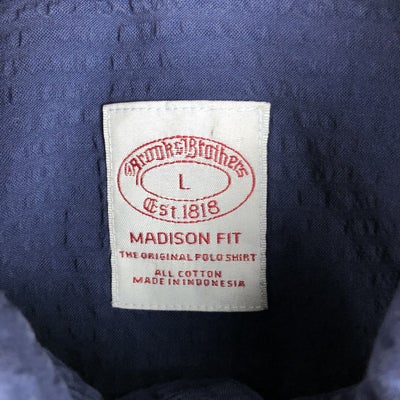 Brooks Brothers
L
Est. 1818
MADISON FIT
THE ORIGINAL POLO SHIRT
ALL COTTON
MADE IN INDONESIA